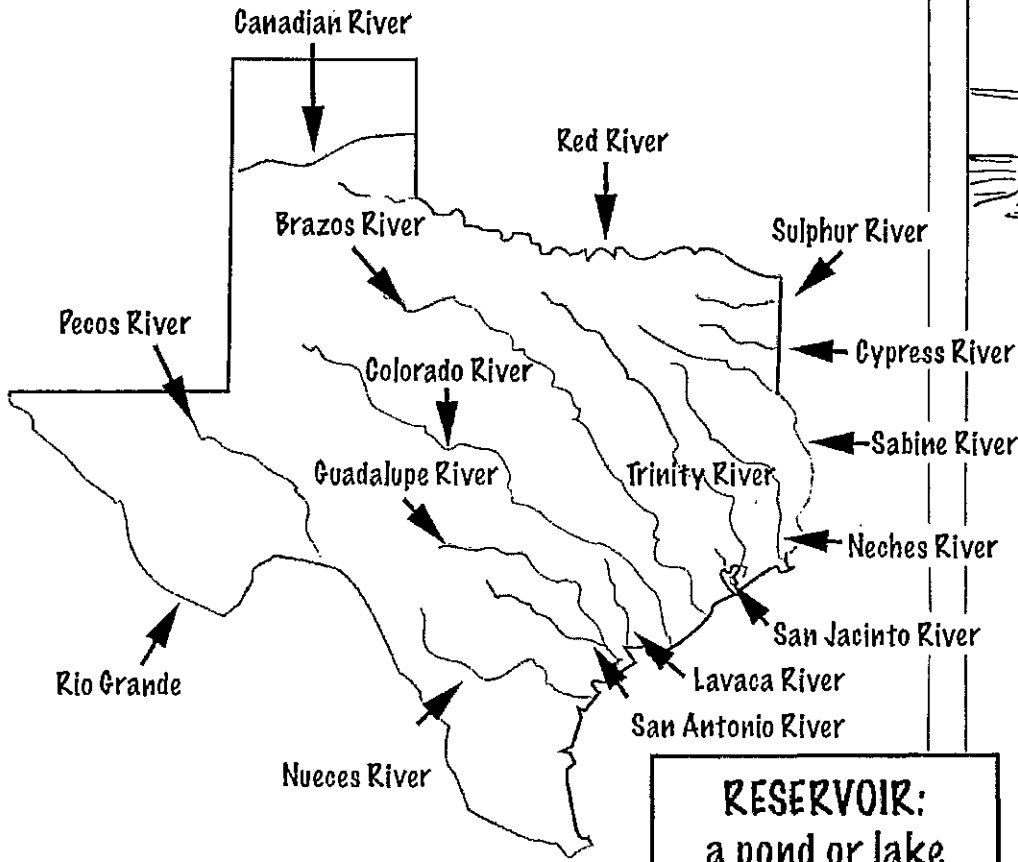 Canadian River
Red River
Brazos River
Sulphur River
Pecos River
Cypress River
Colorado River
Sabine River
Guadalupe River
Trinity River
Neches River
San Jacinto River
Rio Grande
Lavaca River
San Antonio River
Nueces River
RESERVOIR:
a pond or lake